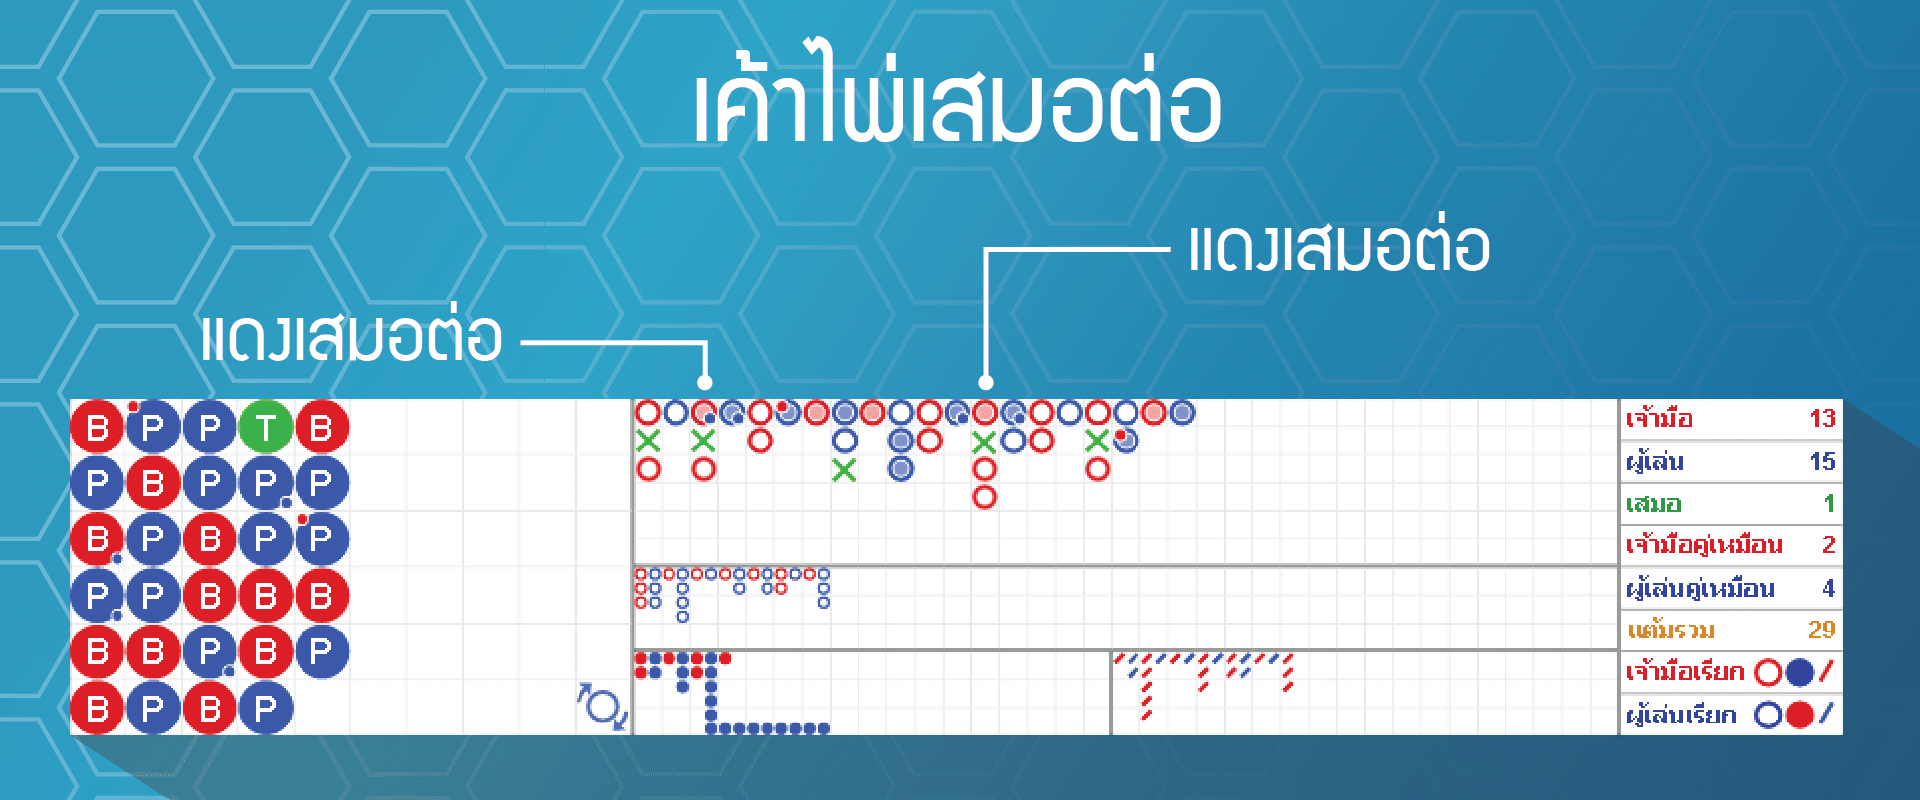 เค้าไพ่เสมอต่อ
แดงเสมอต่อ
แดงเสมอต่อ
B P P T B
P B P P P
B P B P P
P P B B B
B B P B P
B P B P
เจ้ามือ 13
ผู้เล่น 15
เสมอ 1
เจ้ามือคู่เหมือน 2
ผู้เล่นคู่เหมือน 4
แต้มรวม 29
เจ้ามือเรียก
ผู้เล่นเรียก